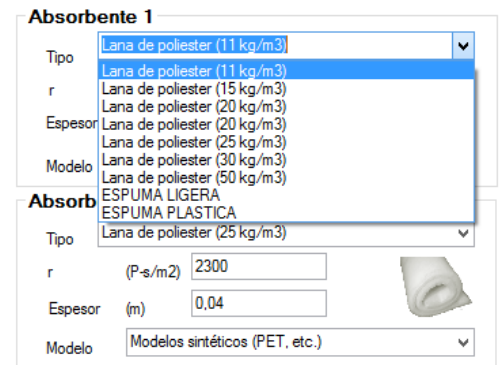 Absorbente 1
Tipo
Lana de poliester (11 kg/m3)
Lana de poliester (11 kg/m3)
r
Lana de poliester (15 kg/m3)
Lana de poliester (20 kg/m3)
Espesor
Lana de poliester (20 kg/m3)
Lana de poliester (25 kg/m3)
Modelo
Lana de poliester (30 kg/m3)
Lana de poliester (50 kg/m3)
Absorb
ESPUMA LIGERA
ESPUMA PLASTICA
Tipo
Lana de poliester (25 kg/m3)
r (P-s/m2) 2300
Espesor (m) 0,04
Modelo Modelos sintéticos (PET, etc.)